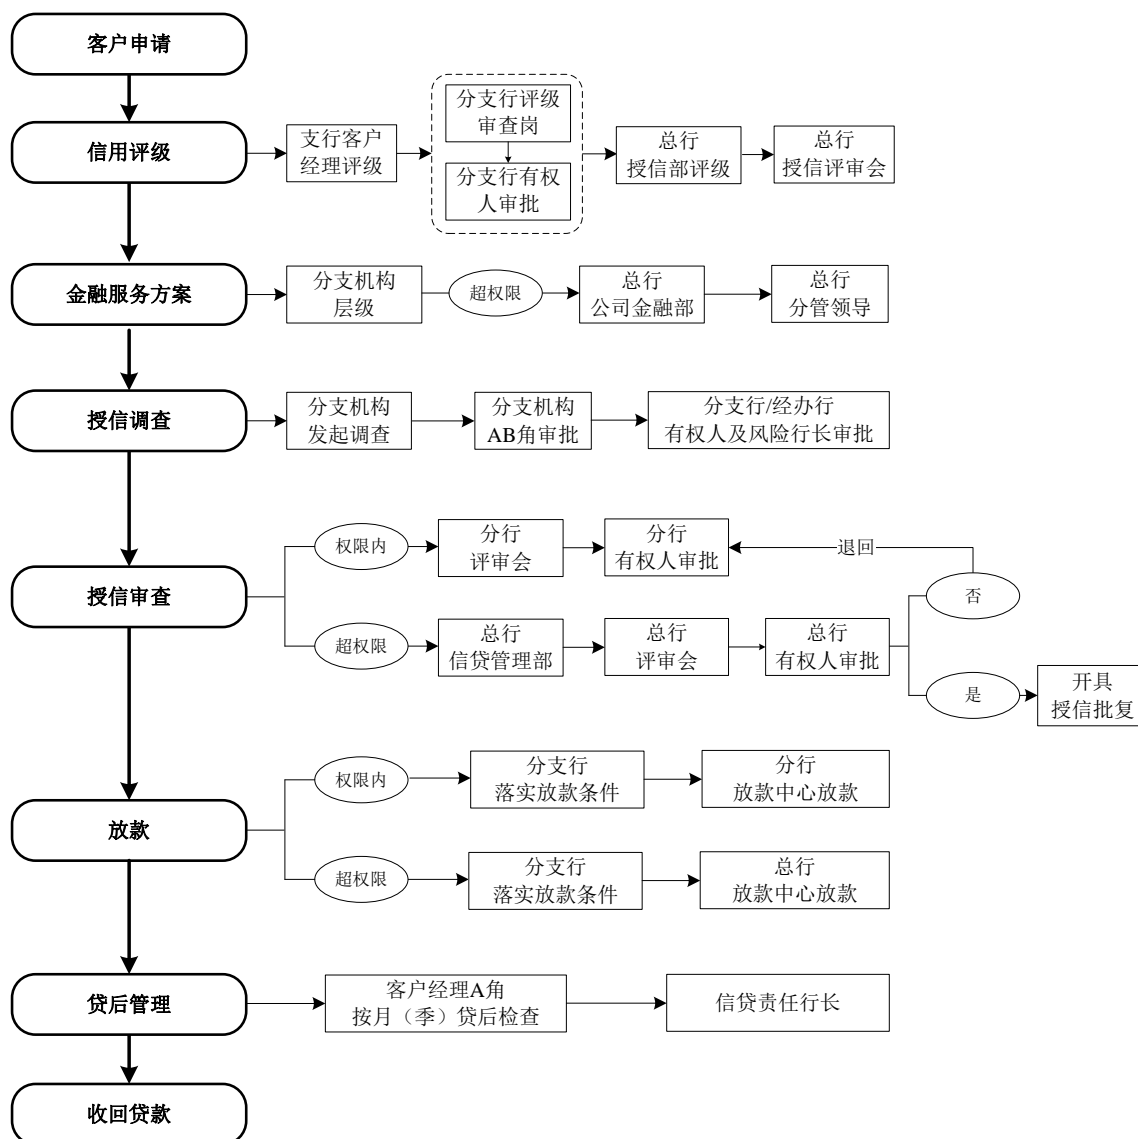 客户申请
信用评级
支行客户
经理评级
分支行评级
审查岗
分支行有权
人审批
总行
授信部评级
总行
授信评审会
金融服务方案
分支机构
层级
超权限
总行
公司金融部
总行
分管领导
授信调查
分支机构
发起调查
分支机构
AB角审批
分支行/经办行
有权人及风险行长审批
授信审查
权限内
分行
评审会
分行
有权人审批
退回
否
超权限
总行
信贷管理部
总行
评审会
总行
有权人审批
是
开具
授信批复
放款
权限内
分支行
落实放款条件
分行
放款中心放款
超权限
分支行
落实放款条件
总行
放款中心放款
贷后管理
客户经理A角
按月（季）贷后检查
信贷责任行长
收回贷款